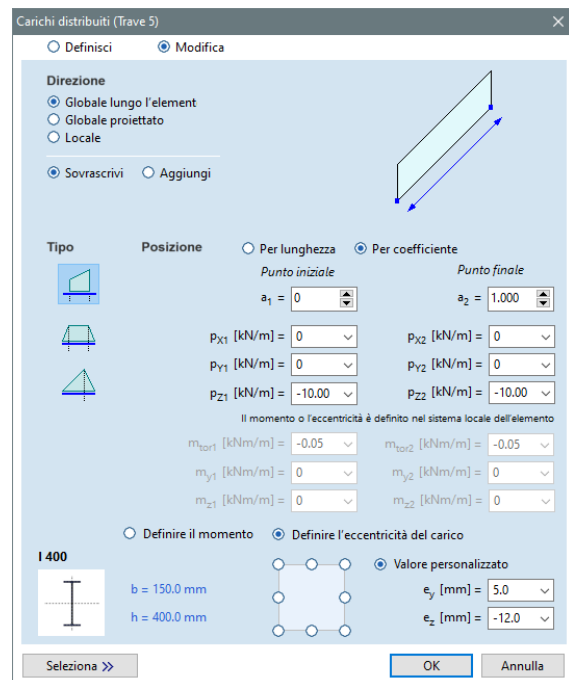 Carichi distribuiti (Trave 5)
Definisci Modifica
Direzione
Globale lungo l'element
Globale proiettato
Locale
Sovrascrivi Aggiungi
Tipo Posizione Per lunghezza Per coefficiente
Punto iniziale Punto finale
a1 = 0 a2 = 1.000
pX1 [kN/m] = 0 pX2 [kN/m] = 0
pY1 [kN/m] = 0 pY2 [kN/m] = 0
pZ1 [kN/m] = -10.00 pZ2 [kN/m] = -10.00
Il momento o l'eccentricità è definito nel sistema locale dell'elemento
mtor1 [kNm/m] = -0.05 mtor2 [kNm/m] = -0.05
my1 [kNm/m] = 0 my2 [kNm/m] = 0
mz1 [kNm/m] = 0 mz2 [kNm/m] = 0
Definire il momento Definire l'eccentricità del carico
I 400 Valore personalizzato
b = 150.0 mm ey [mm] = 5.0
h = 400.0 mm ez [mm] = -12.0
Seleziona >> OK Annulla